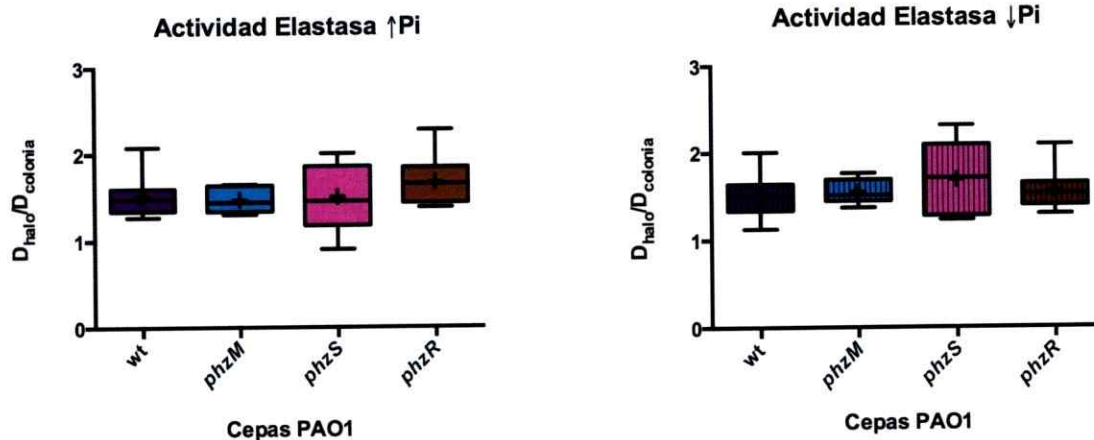 Actividad Elastasa ↑Pi
3
2
1
0
D_halo/D_colonia
wt
phzM
phzS
phzR
Cepas PAO1
Actividad Elastasa ↓Pi
3
2
1
0
D_halo/D_colonia
wt
phzM
phzS
phzR
Cepas PAO1